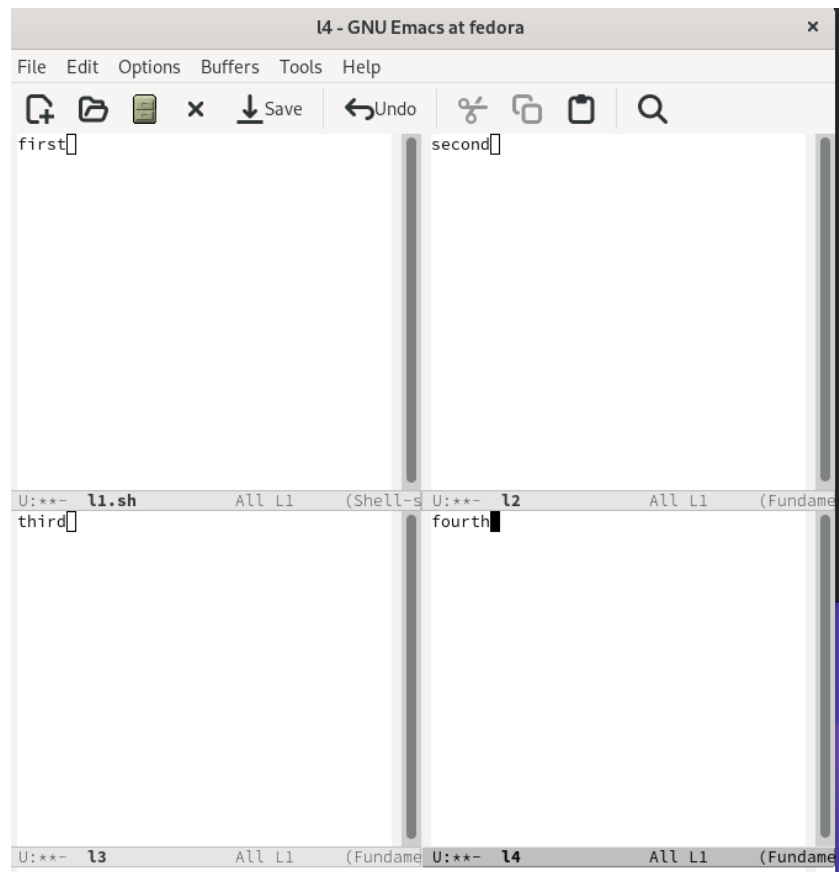 l4 - GNU Emacs at fedora
File Edit Options Buffers Tools Help
Save Undo
first
second
U:**- l1.sh All L1 (Shell-s
U:**- l2 All L1 (Fundame
third
fourth
U:**- l3 All L1 (Fundame
U:**- l4 All L1 (Fundame